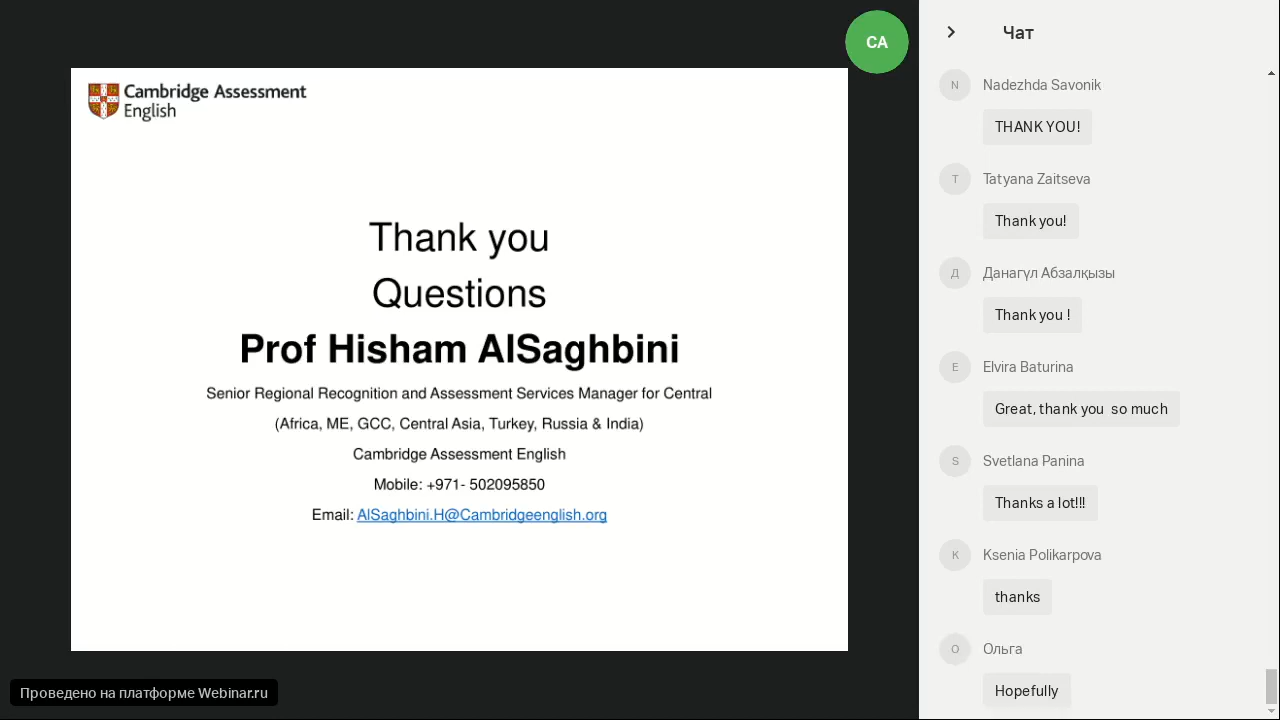 CA
Cambridge Assessment
English
Thank you
Questions
Prof Hisham AlSaghbini
Senior Regional Recognition and Assessment Services Manager for Central
(Africa, ME, GCC, Central Asia, Turkey, Russia & India)
Cambridge Assessment English
Mobile: +971- 502095850
Email: AlSaghbini.H@Cambridgeenglish.org
Проведено на платформе Webinar.ru
Чат
N
Nadezhda Savonik
THANK YOU!
T
Tatyana Zaitseva
Thank you!
Д
Данагүл Абзалқызы
Thank you !
E
Elvira Baturina
Great, thank you  so much
S
Svetlana Panina
Thanks a lot!!!
K
Ksenia Polikarpova
thanks
О
Ольга
Hopefully